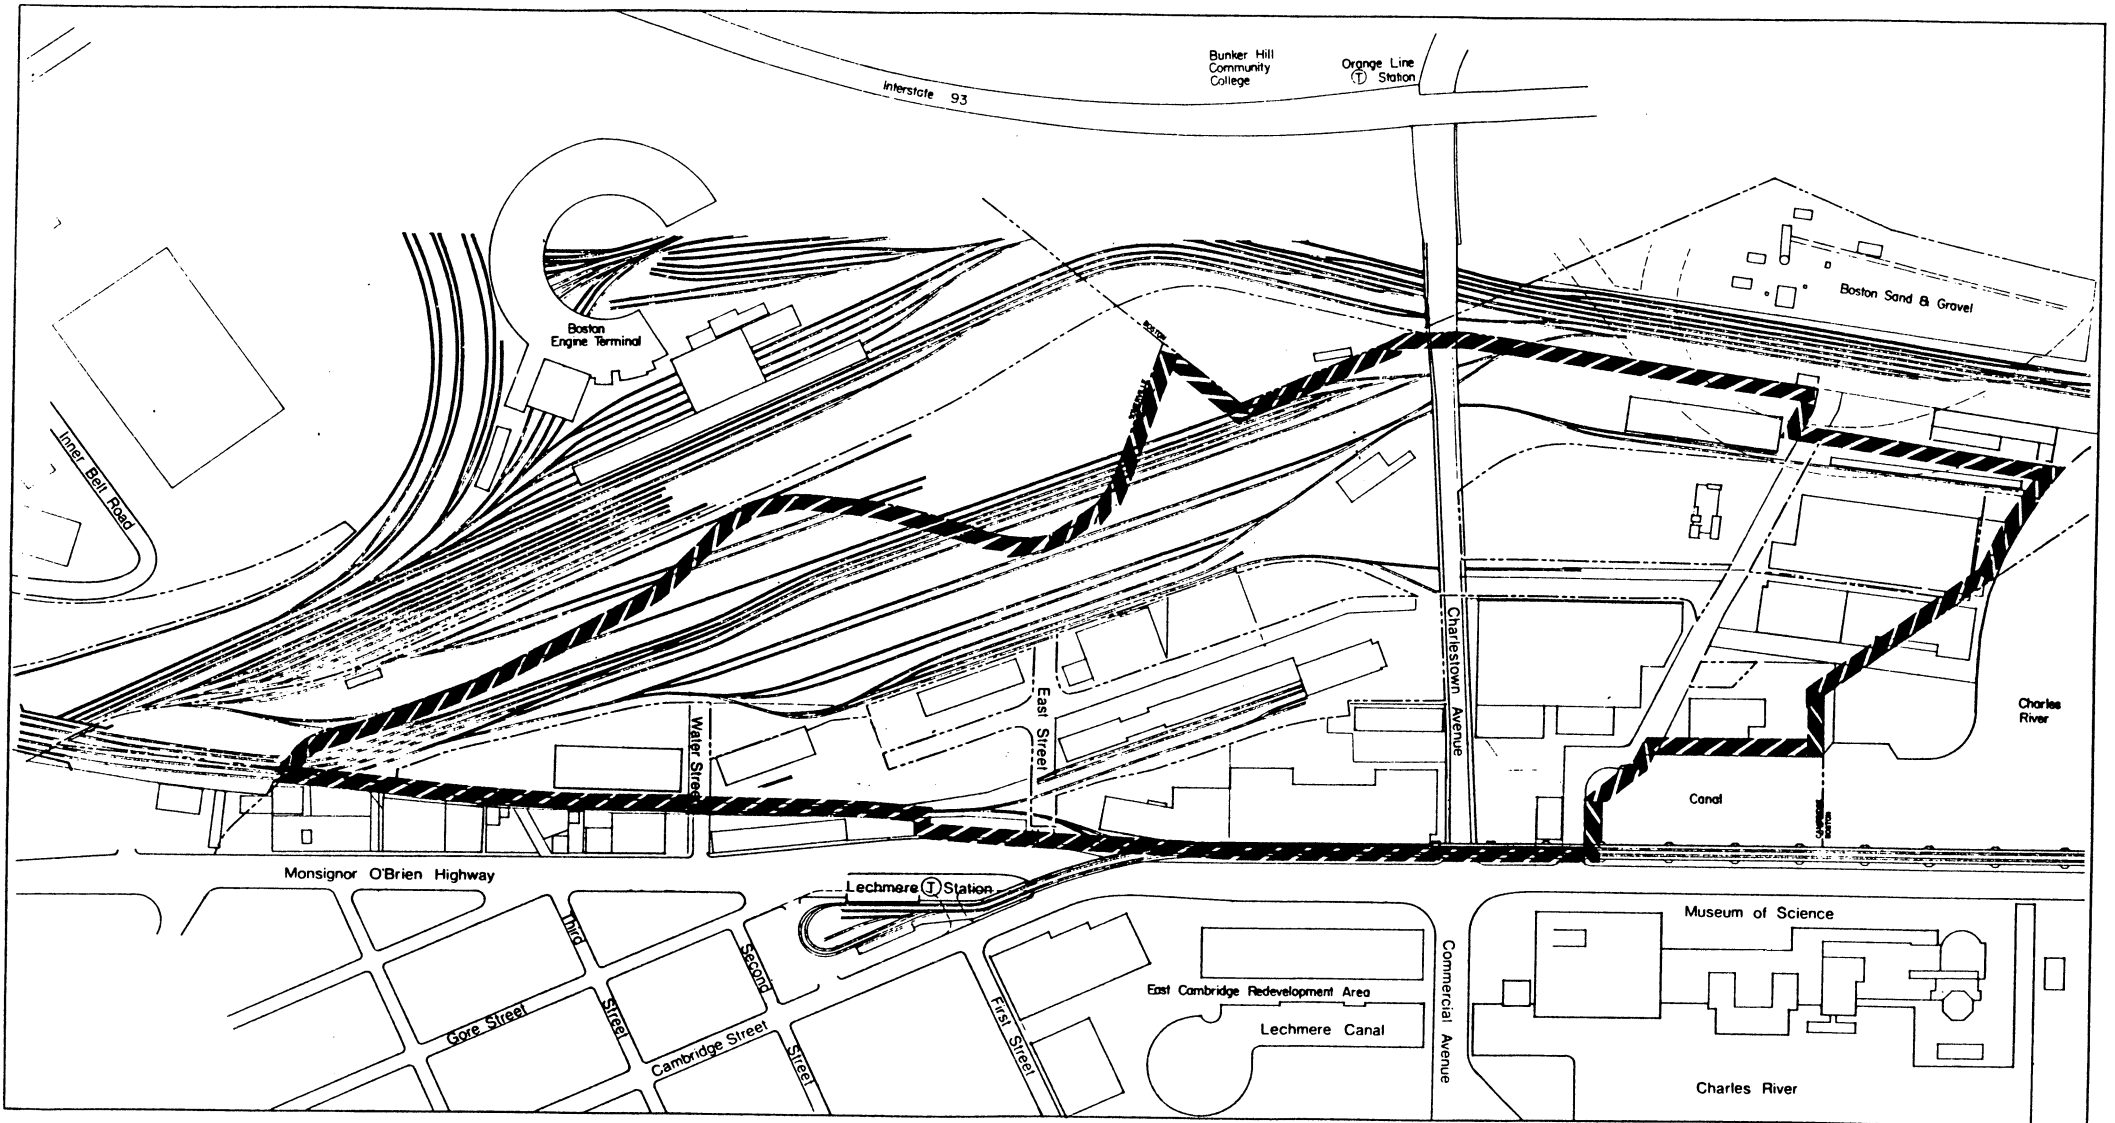 Bunker Hill
Community
College
Orange Line
Ⓣ Station
Interstate 93
Boston Sand & Gravel
Boston
Engine Terminal
BOSTON
Inner Belt Road
Charlestown Avenue
East Street
Water Street
Charles
River
Canal
BOSTON
Monsignor O'Brien Highway
Lechmere Ⓣ Station
Museum of Science
Third
Street
Second
Street
First Street
Gore Street
Cambridge Street
East Cambridge Redevelopment Area
Lechmere Canal
Commercial Avenue
Charles River